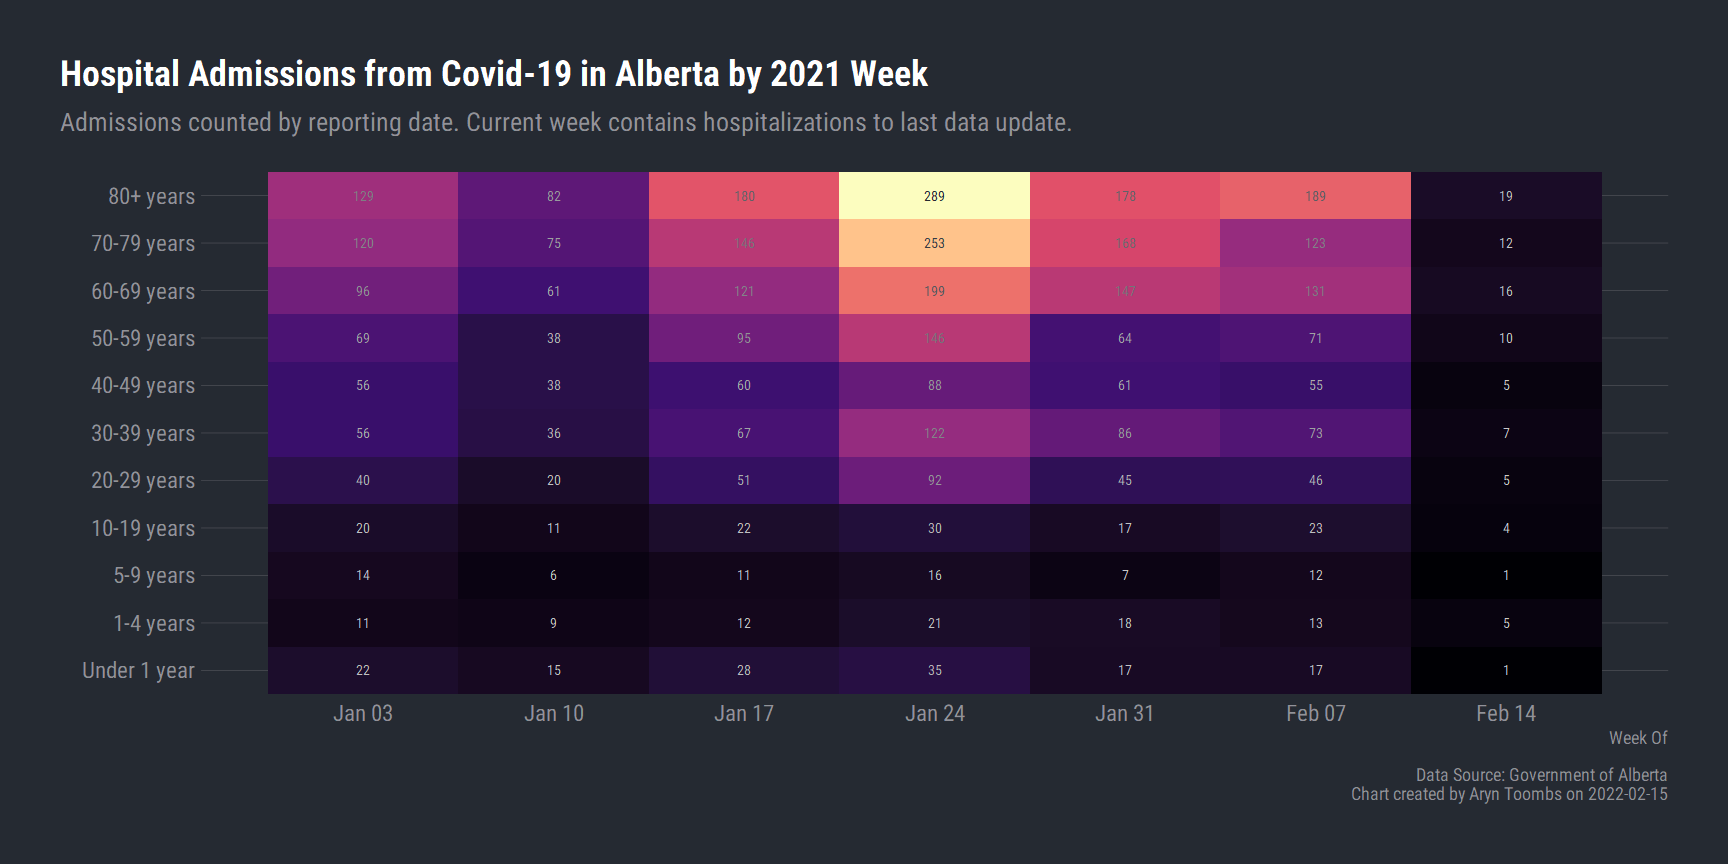 Hospital Admissions from Covid-19 in Alberta by 2021 Week
Admissions counted by reporting date. Current week contains hospitalizations to last data update.
80+ years 129 82 180 289 178 189 19
70-79 years 120 75 146 253 168 123 12
60-69 years 96 61 121 199 147 131 16
50-59 years 69 38 95 146 64 71 10
40-49 years 56 38 60 88 61 55 5
30-39 years 56 36 67 122 86 73 7
20-29 years 40 20 51 92 45 46 5
10-19 years 20 11 22 30 17 23 4
5-9 years 14 6 11 16 7 12 1
1-4 years 11 9 12 21 18 13 5
Under 1 year 22 15 28 35 17 17 1
Jan 03 Jan 10 Jan 17 Jan 24 Jan 31 Feb 07 Feb 14
Week Of
Data Source: Government of Alberta
Chart created by Aryn Toombs on 2022-02-15